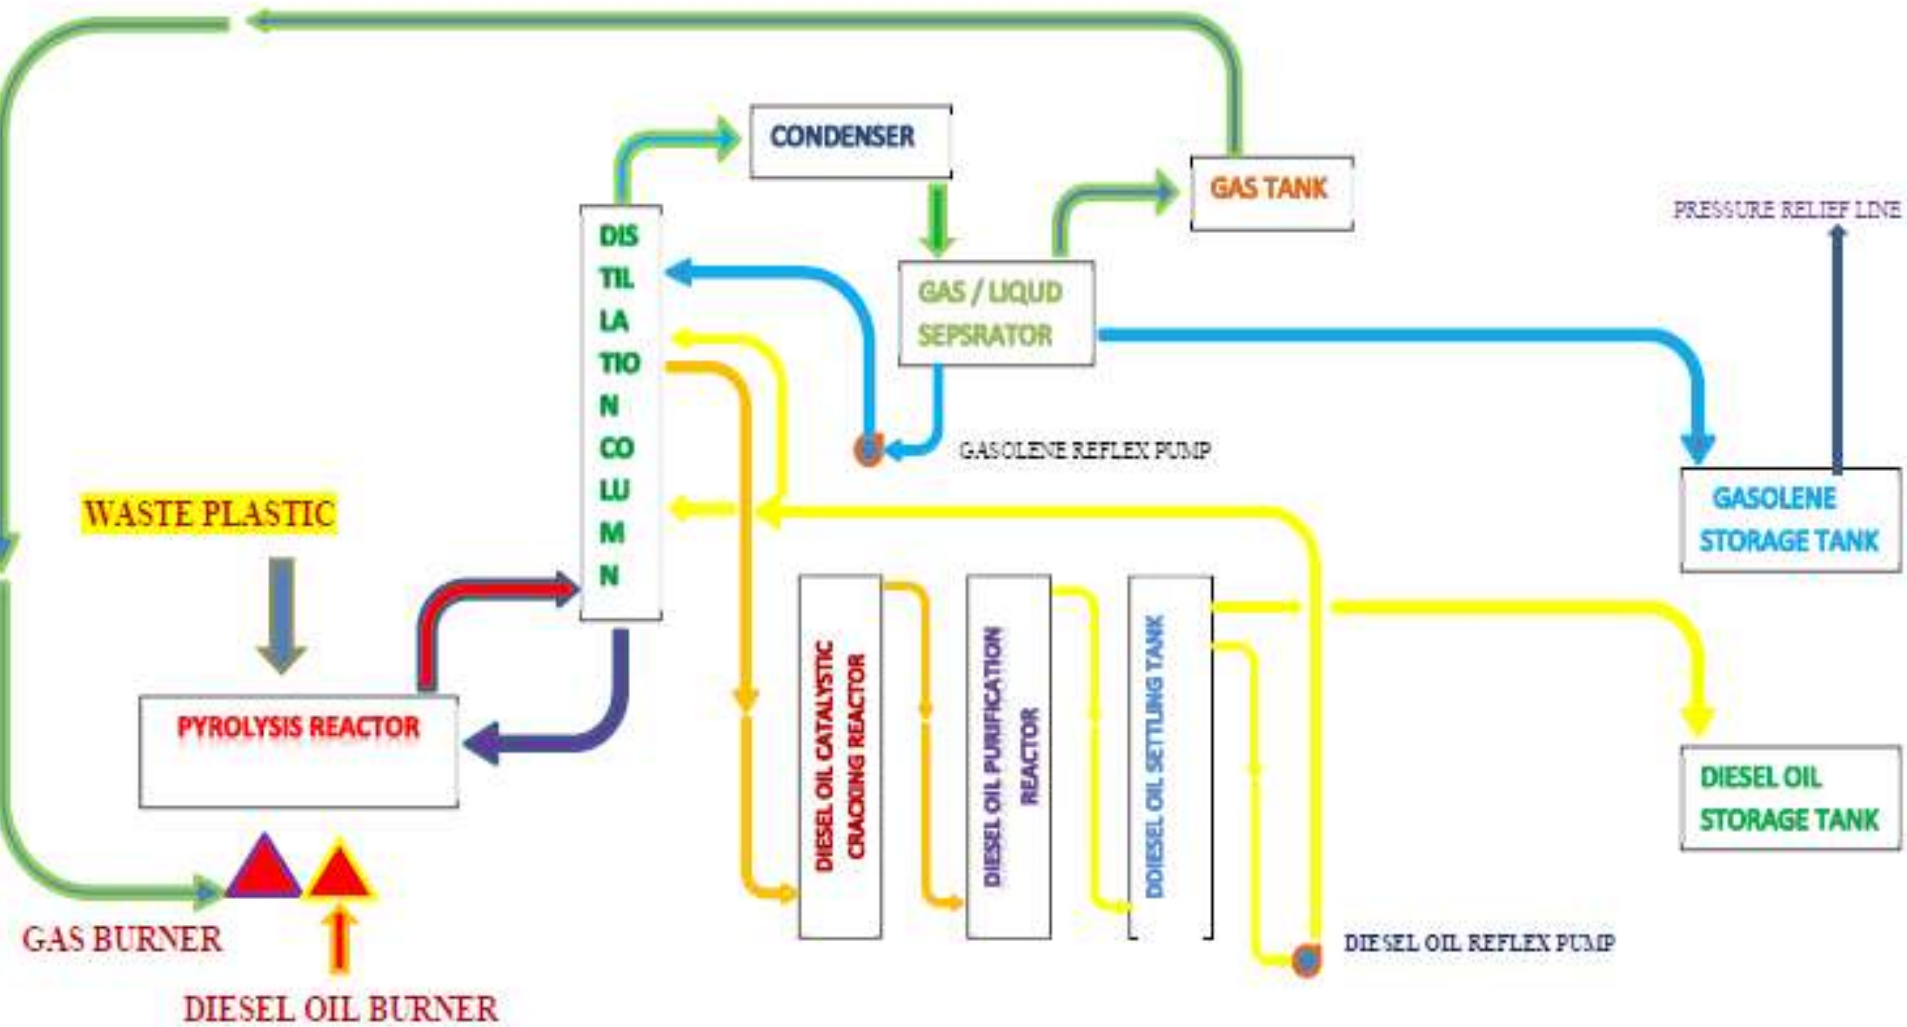 CONDENSER
GAS TANK
PRESSURE RELIEF LINE
DIS
TIL
LA
TIO
N
CO
LU
M
N
GAS / LIQUD
SEPSRATOR
GASOLENE REFLEX PUMP
WASTE PLASTIC
GASOLENE
STORAGE TANK
PYROLYSIS REACTOR
DIESEL OIL CATALYSTIC
CRACKING REACTOR
DIESEL OIL PURIFICATION
REACTOR
DDIESEL OIL SETTLING TANK
DIESEL OIL
STORAGE TANK
GAS BURNER
DIESEL OIL REFLEX PUMP
DIESEL OIL BURNER